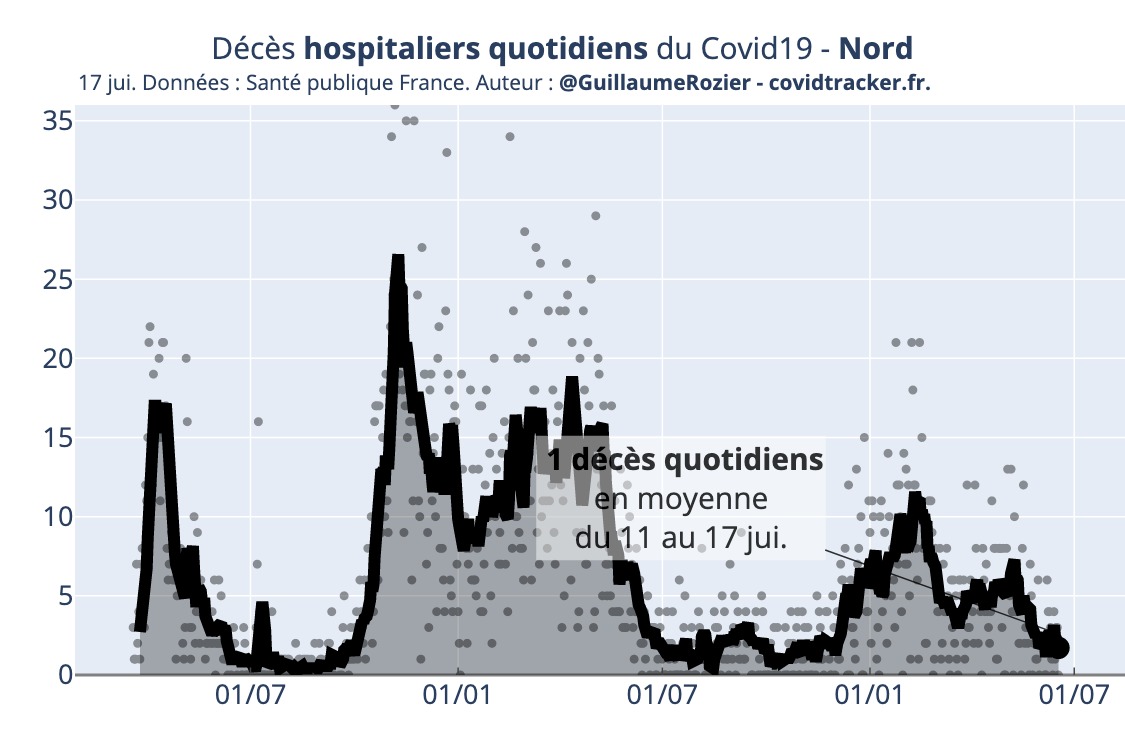 Décès hospitaliers quotidiens du Covid19 - Nord
17 jui. Données : Santé publique France. Auteur : @GuillaumeRozier - covidtracker.fr.
35
30
25
20
15
10
5
0
1 décès quotidiens
en moyenne
du 11 au 17 jui.
01/07 01/01 01/07 01/01 01/07